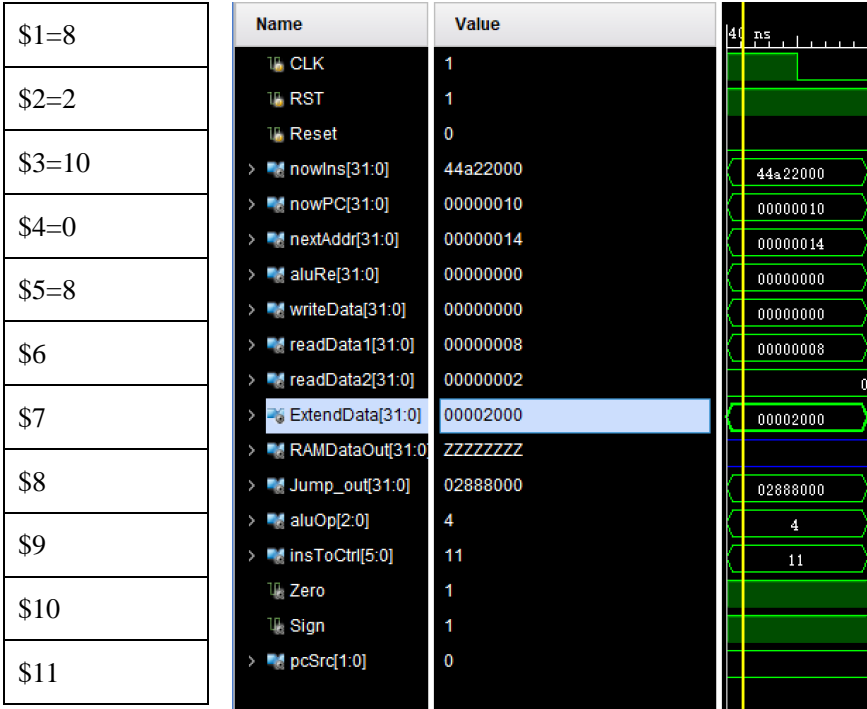 $1=8
$2=2
$3=10
$4=0
$5=8
$6
$7
$8
$9
$10
$11
Name Value
CLK 1
RST 1
Reset 0
nowIns[31:0] 44a22000
nowPC[31:0] 00000010
nextAddr[31:0] 00000014
aluRe[31:0] 00000000
writeData[31:0] 00000000
readData1[31:0] 00000008
readData2[31:0] 00000002
ExtendData[31:0] 00002000
RAMDataOut[31:0] ZZZZZZZZ
Jump_out[31:0] 02888000
aluOp[2:0] 4
insToCtrl[5:0] 11
Zero 1
Sign 1
pcSrc[1:0] 0
40 ns
44a22000
00000010
00000014
00000000
00000000
00000008
0
00002000
02888000
4
11